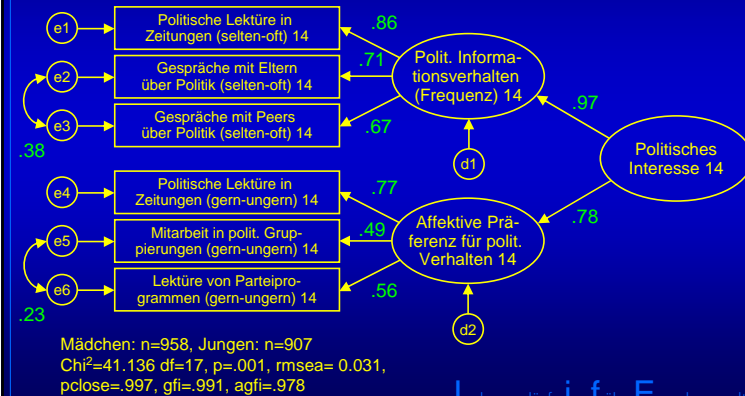 e1
Politische Lektüre in
Zeitungen (selten-oft) 14
.86
e2
Gespräche mit Eltern
über Politik (selten-oft) 14
.71
e3
Gespräche mit Peers
über Politik (selten-oft) 14
.67
.38
Polit. Informa-
tionsverhalten
(Frequenz) 14
d1
.97
Politisches
Interesse 14
.78
e4
Politische Lektüre in
Zeitungen (gern-ungern) 14
.77
e5
Mitarbeit in polit. Grup-
pierungen (gern-ungern) 14
.49
e6
Lektüre von Parteipro-
grammen (gern-ungern) 14
.56
.23
Affektive Prä-
ferenz für polit.
Verhalten 14
d2
Mädchen: n=958, Jungen: n=907
Chi²=41.136 df=17, p=.001, rmsea= 0.031,
pclose=.997, gfi=.991, agfi=.978